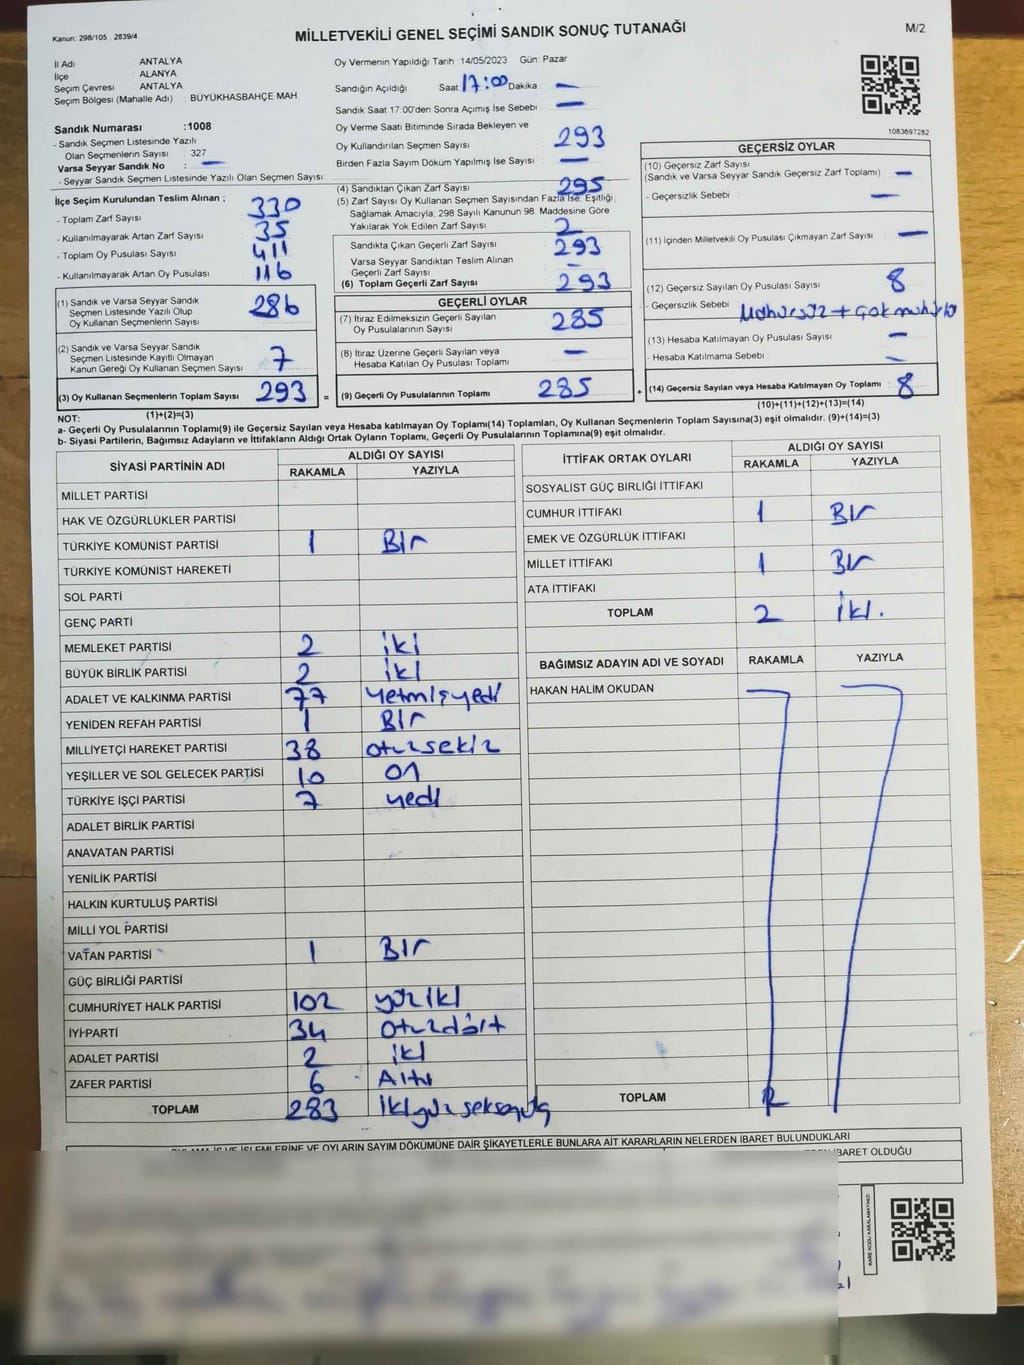 Kanun: 298/105 . 2839/4
MİLLETVEKİLİ GENEL SEÇİMİ SANDIK SONUÇ TUTANAĞI
M/2
İl Adı : ANTALYA
İlçe : ALANYA
Seçim Çevresi : ANTALYA
Seçim Bölgesi (Mahalle Adı) : BÜYÜKHASBAHÇE MAH.
Sandık Numarası : 1008
- Sandık Seçmen Listesinde Yazılı
Olan Seçmenlerin Sayısı : 327
Varsa Seyyar Sandık No : —
- Seyyar Sandık Seçmen Listesinde Yazılı Olan Seçmen Sayısı:
İlçe Seçim Kurulundan Teslim Alınan ;
- Toplam Zarf Sayısı : 330
- Kullanılmayarak Artan Zarf Sayısı : 35
- Toplam Oy Pusulası Sayısı : 411
- Kullanılmayarak Artan Oy Pusulası : 116
(1) Sandık ve Varsa Seyyar Sandık
Seçmen Listesinde Yazılı Olup
Oy Kullanan Seçmenlerin Sayısı 286
(2) Sandık ve Varsa Seyyar Sandık
Seçmen Listesinde Kayıtlı Olmayan
Kanun Gereği Oy Kullanan Seçmen Sayısı 7
(3) Oy Kullanan Seçmenlerin Toplam Sayısı 293 =
(1)+(2)=(3)
Oy Vermenin Yapıldığı Tarih :14/05/2023 Gün: Pazar
Sandığın Açıldığı Saat: 17:00 Dakika : —
Sandık Saat 17:00'den Sonra Açımış İse Sebebi : —
Oy Verme Saati Bitiminde Sırada Bekleyen ve
Oy Kullandırılan Seçmen Sayısı : 293
Birden Fazla Sayım Döküm Yapılmış İse Sayısı : —
(4) Sandıktan Çıkan Zarf Sayısı : 295
(5) Zarf Sayısı Oy Kullanan Seçmen Sayısından Fazla İse, Eşitliği
Sağlamak Amacıyla, 298 Sayılı Kanunun 98. Maddesine Göre
Yakılarak Yok Edilen Zarf Sayısı : 2
Sandıkta Çıkan Geçerli Zarf Sayısı : 293
Varsa Seyyar Sandıktan Teslim Alınan
Geçerli Zarf Sayısı : —
(6) Toplam Geçerli Zarf Sayısı : 293
GEÇERLİ OYLAR
(7) İtiraz Edilmeksizin Geçerli Sayılan
Oy Pusulalarının Sayısı : 285
(8) İtiraz Üzerine Geçerli Sayılan veya
Hesaba Katılan Oy Pusulası Toplamı : —
(9) Geçerli Oy Pusulalarının Toplamı 285 +
1083697282
GEÇERSİZ OYLAR
(10) Geçersiz Zarf Sayısı
(Sandık ve Varsa Seyyar Sandık Geçersiz Zarf Toplamı) : —
- Geçersizlik Sebebi : —
(11) İçinden Milletvekili Oy Pusulası Çıkmayan Zarf Sayısı : —
(12) Geçersiz Sayılan Oy Pusulası Sayısı : 8
- Geçersizlik Sebebi :
(13) Hesaba Katılmayan Oy Pusulası Sayısı : —
- Hesaba Katılmama Sebebi : —
(14) Geçersiz Sayılan veya Hesaba Katılmayan Oy Toplamı : 8
(10)+(11)+(12)+(13)=(14)
NOT:
a- Geçerli Oy Pusulalarının Toplamı(9) ile Geçersiz Sayılan veya Hesaba Katılmayan oy Toplamı(14) Toplamları, Oy Kullanan Seçmenlerin Toplam Sayısına(3) eşit olmalıdır. (9)+(14)=(3)
b- Siyasi Partilerin, Bağımsız Adayların ve İttifakların Aldığı Ortak Oyların Toplamı, Geçerli Oy Pusulalarının Toplamına(9) eşit olmalıdır.
SİYASİ PARTİNİN ADI ALDIĞI OY SAYISI
RAKAMLA YAZIYLA
MİLLET PARTİSİ
HAK VE ÖZGÜRLÜKLER PARTİSİ
TÜRKİYE KOMÜNİST PARTİSİ 1 Bir
TÜRKİYE KOMÜNİST HAREKETİ
SOL PARTİ
GENÇ PARTİ
MEMLEKET PARTİSİ 2 iki
BÜYÜK BİRLİK PARTİSİ 2 iki
ADALET VE KALKINMA PARTİSİ 77 yetmişyedi
YENİDEN REFAH PARTİSİ 1 Bir
MİLLİYETÇİ HAREKET PARTİSİ 38 otuzsekiz
YEŞİLLER VE SOL GELECEK PARTİSİ 10 on
TÜRKİYE İŞÇİ PARTİSİ 7 yedi
ADALET BİRLİK PARTİSİ
ANAVATAN PARTİSİ
YENİLİK PARTİSİ
HALKIN KURTULUŞ PARTİSİ
MİLLİ YOL PARTİSİ
VATAN PARTİSİ 1 Bir
GÜÇ BİRLİĞİ PARTİSİ
CUMHURİYET HALK PARTİSİ 102 yüziki
İYİ PARTİ 34 otuzdört
ADALET PARTİSİ 2 iki
ZAFER PARTİSİ 6 Altı
TOPLAM 283 ikiyüzseksenüç
İTTİFAK ORTAK OYLARI ALDIĞI OY SAYISI
RAKAMLA YAZIYLA
SOSYALİST GÜÇ BİRLİĞİ İTTİFAKI
CUMHUR İTTİFAKI 1 Bir
EMEK VE ÖZGÜRLÜK İTTİFAKI
MİLLET İTTİFAKI 1 Bir
ATA İTTİFAKI
TOPLAM 2 iki.
BAĞIMSIZ ADAYIN ADI VE SOYADI RAKAMLA YAZIYLA
HAKAN HALİM OKUDAN
TOPLAM
İŞ VE İŞLEMLERİNE VE OYLARIN SAYIM DÖKÜMÜNE DAİR ŞİKAYETLERLE BUNLARA AİT KARARLARIN NELERDEN İBARET BULUNDUKLARI
İBARET OLDUĞU
KARE KODU KARALAMAYINIZ!